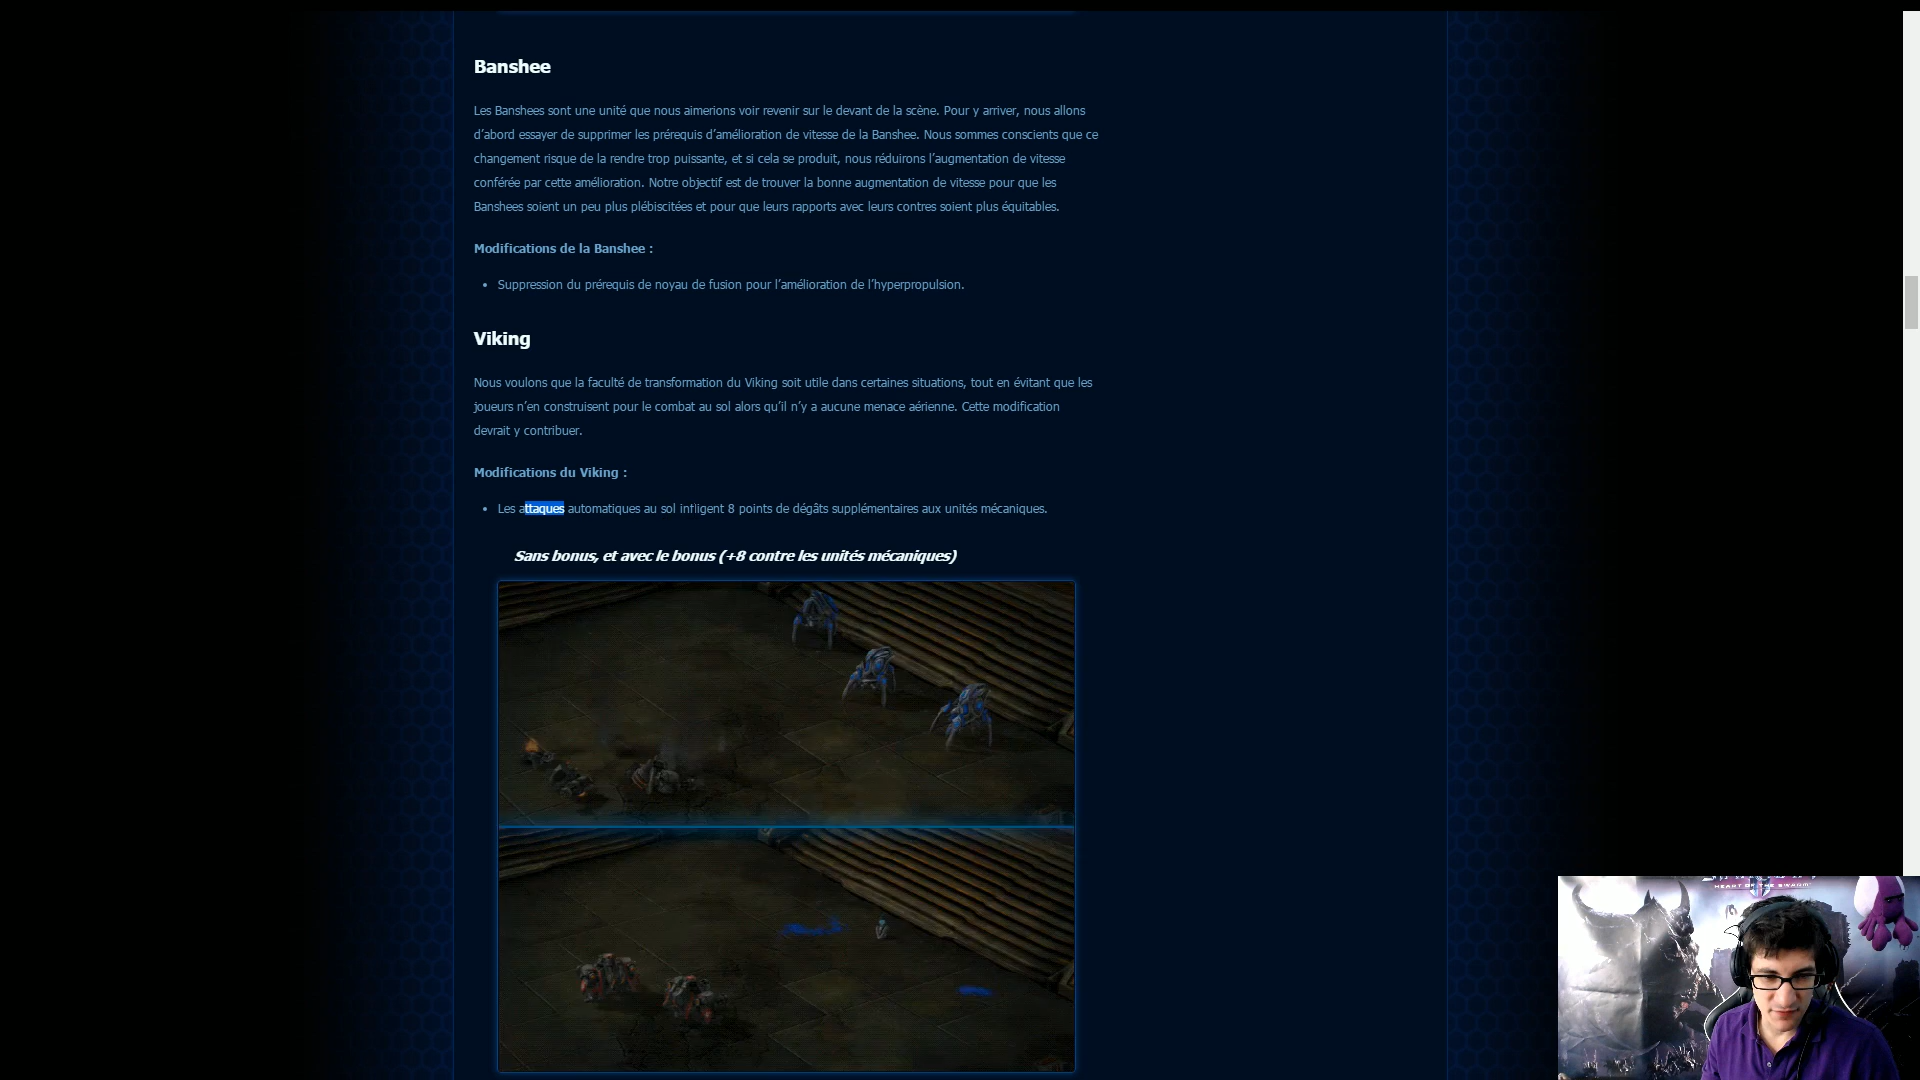 Banshee
Les Banshees sont une unité que nous aimerions voir revenir sur le devant de la scène. Pour y arriver, nous allons
d’abord essayer de supprimer les prérequis d’amélioration de vitesse de la Banshee. Nous sommes conscients que ce
changement risque de la rendre trop puissante, et si cela se produit, nous réduirons l’augmentation de vitesse
conférée par cette amélioration. Notre objectif est de trouver la bonne augmentation de vitesse pour que les
Banshees soient un peu plus plébiscitées et pour que leurs rapports avec leurs contres soient plus équitables.
Modifications de la Banshee :
• Suppression du prérequis de noyau de fusion pour l’amélioration de l’hyperpropulsion.
Viking
Nous voulons que la faculté de transformation du Viking soit utile dans certaines situations, tout en évitant que les
joueurs n’en construisent pour le combat au sol alors qu’il n’y a aucune menace aérienne. Cette modification
devrait y contribuer.
Modifications du Viking :
• Les attaques automatiques au sol infligent 8 points de dégâts supplémentaires aux unités mécaniques.
Sans bonus, et avec le bonus (+8 contre les unités mécaniques)
HEART OF THE SWARM